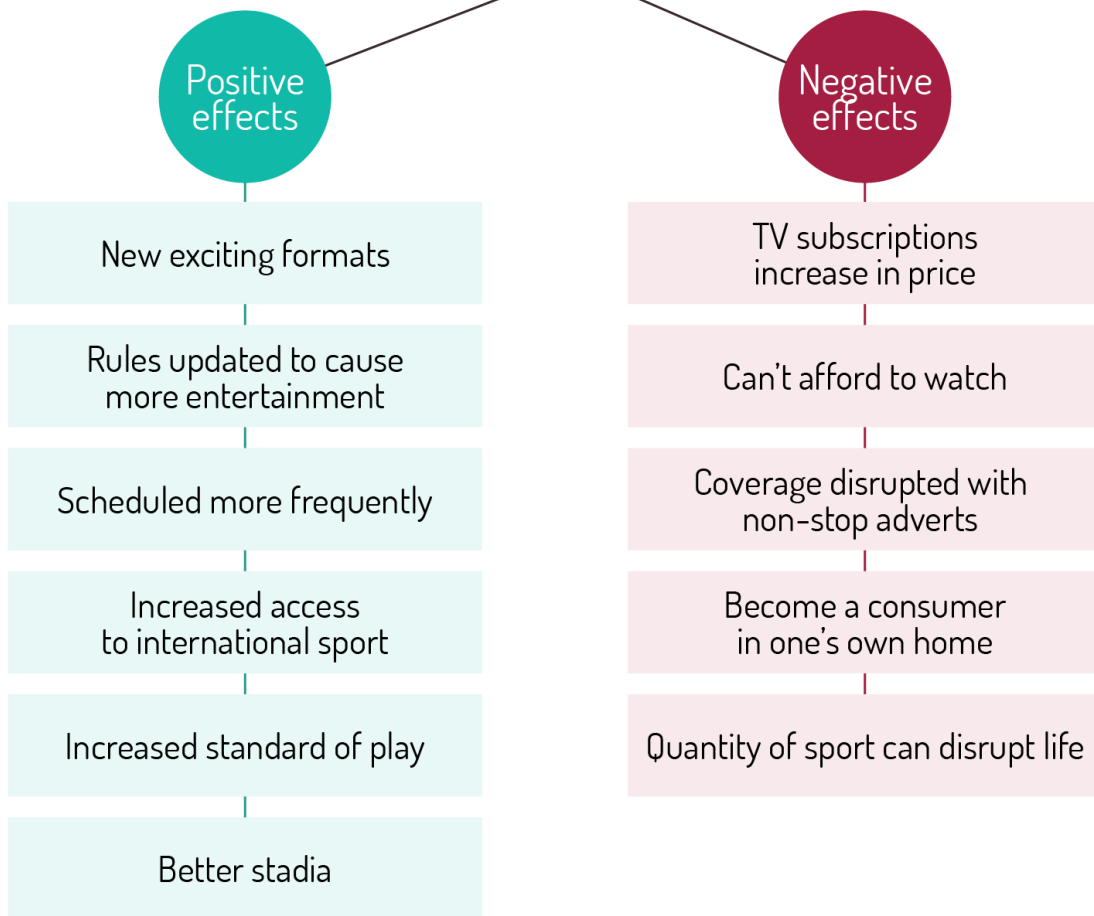 Positive
effects
New exciting formats
Rules updated to cause
more entertainment
Scheduled more frequently
Increased access
to international sport
Increased standard of play
Better stadia
Negative
effects
TV subscriptions
increase in price
Can't afford to watch
Coverage disrupted with
non-stop adverts
Become a consumer
in one's own home
Quantity of sport can disrupt life